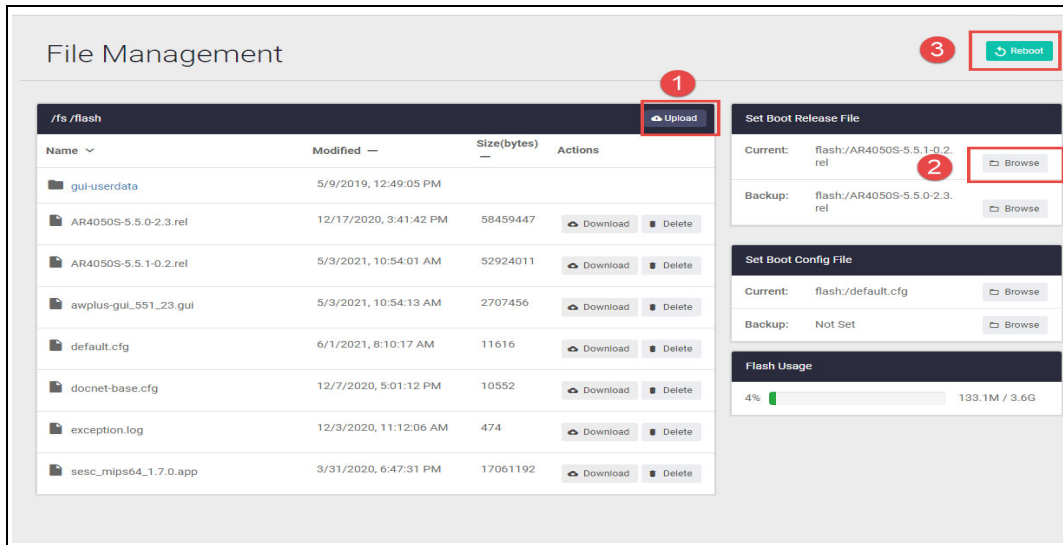 File Management
3
Reboot
1
/fs /flash
Upload
Name
Modified
Size(bytes)
Actions
gui-userdata
5/9/2019, 12:49:05 PM
AR4050S-5.5.0-2.3.rel
12/17/2020, 3:41:42 PM
58459447
Download
Delete
AR4050S-5.5.1-0.2.rel
5/3/2021, 10:54:01 AM
52924011
Download
Delete
awplus-gui_551_23.gui
5/3/2021, 10:54:13 AM
2707456
Download
Delete
default.cfg
6/1/2021, 8:10:17 AM
11616
Download
Delete
docnet-base.cfg
12/7/2020, 5:01:12 PM
10552
Download
Delete
exception.log
12/3/2020, 11:12:06 AM
474
Download
Delete
sesc_mips64_1.7.0.app
3/31/2020, 6:47:31 PM
17061192
Download
Delete
Set Boot Release File
Current:
flash:/AR4050S-5.5.1-0.2.
rel
2
Browse
Backup:
flash:/AR4050S-5.5.0-2.3.
rel
Browse
Set Boot Config File
Current:
flash:/default.cfg
Browse
Backup:
Not Set
Browse
Flash Usage
4%
133.1M / 3.6G